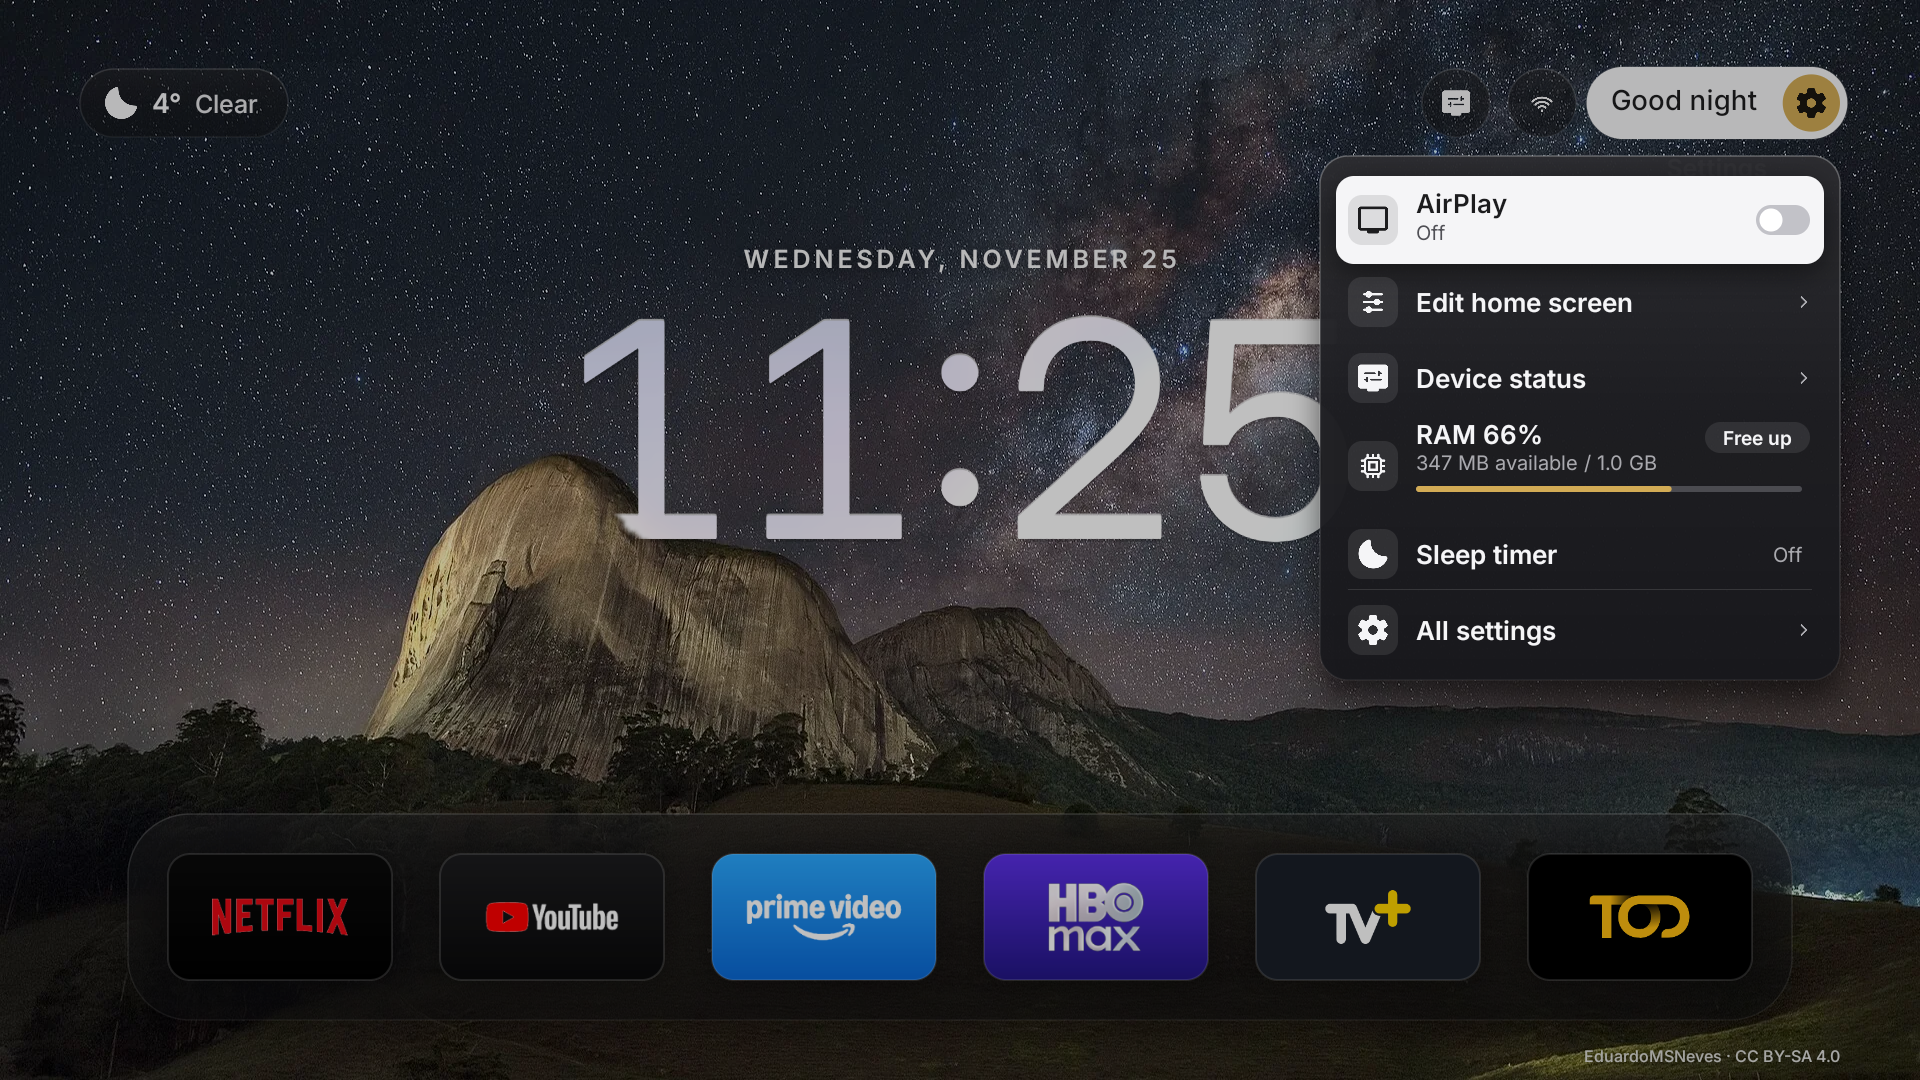 4° Clear
Good night
WEDNESDAY, NOVEMBER 25
11:25
AirPlay
Off
Edit home screen
Device status
RAM 66%
347 MB available / 1.0 GB
Free up
Sleep timer
Off
All settings
NETFLIX
YouTube
prime video
HBO
max
TV+
TOD
EduardoMSNeves · CC BY-SA 4.0